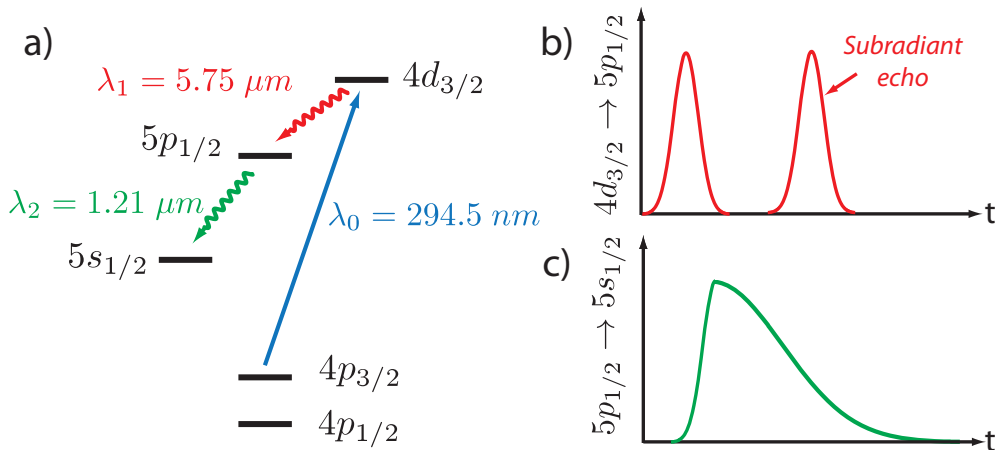 a)
λ₁ = 5.75 μm
4d₃/₂
5p₁/₂
λ₂ = 1.21 μm
λ₀ = 294.5 nm
5s₁/₂
4p₃/₂
4p₁/₂
b)
4d₃/₂ → 5p₁/₂
Subradiant
echo
t
c)
5p₁/₂ → 5s₁/₂
t